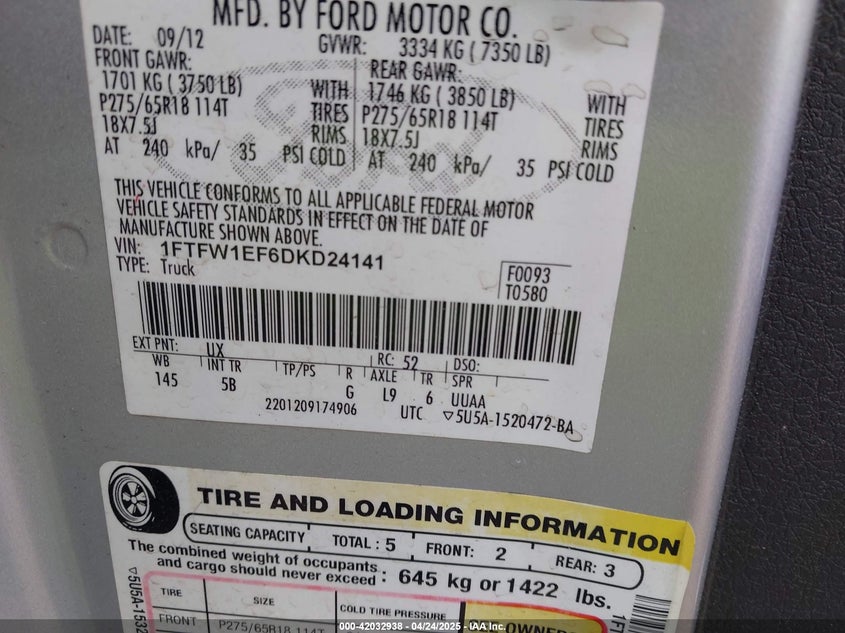 MFD. BY FORD MOTOR CO.
DATE: 09/12 GVWR: 3334 KG ( 7350 LB)
FRONT GAWR: REAR GAWR:
1701 KG ( 3750 LB) WITH 1746 KG ( 3850 LB) WITH
P275/65R18 114T TIRES P275/65R18 114T TIRES
18X7.5J RIMS 18X7.5J RIMS
AT 240 kPa/ 35 PSI COLD AT 240 kPa/ 35 PSI COLD
Ford
THIS VEHICLE CONFORMS TO ALL APPLICABLE FEDERAL MOTOR
VEHICLE SAFETY STANDARDS IN EFFECT ON THE DATE OF
MANUFACTURE SHOWN ABOVE.
VIN: 1FTFW1EF6DKD24141
TYPE: Truck F0093
T0580
EXT PNT: UX RC: 52 DSO:
WB INT TR TP/PS R AXLE TR SPR
145 5B G L9 6 UUAA
2201209174906 UTC ▽5U5A-1520472-BA
TIRE AND LOADING INFORMATION
SEATING CAPACITY TOTAL : 5 FRONT: 2 REAR: 3
The combined weight of occupants
and cargo should never exceed : 645 kg or 1422 lbs.
TIRE SIZE COLD TIRE PRESSURE
FRONT P275/65R18 114T
▽5U5A-1532
000-42032938 - 04/24/2025 - IAA.com